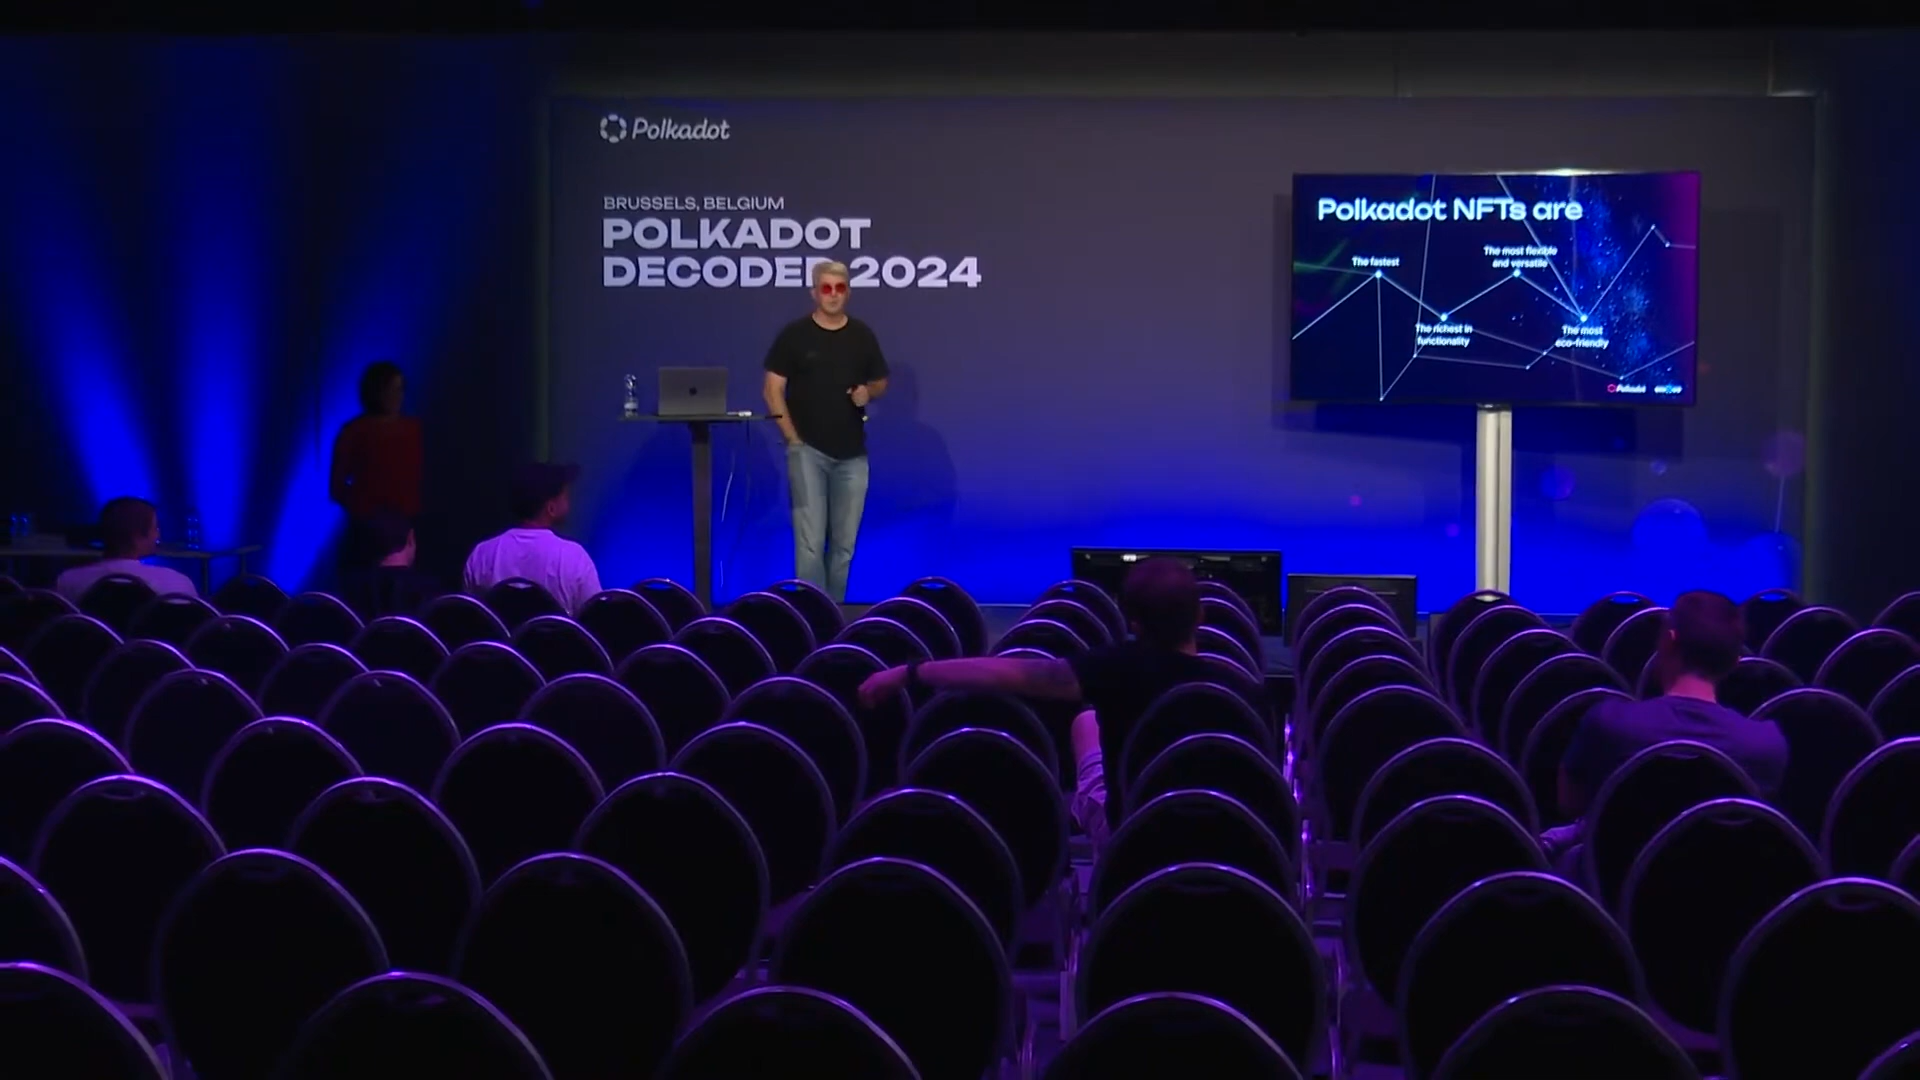 Polkadot
BRUSSELS, BELGIUM
POLKADOT
DECODED 2024
Polkadot NFTs are
The fastest
The most flexible
and versatile
The richest in
functionality
The most
eco-friendly
Polkadot